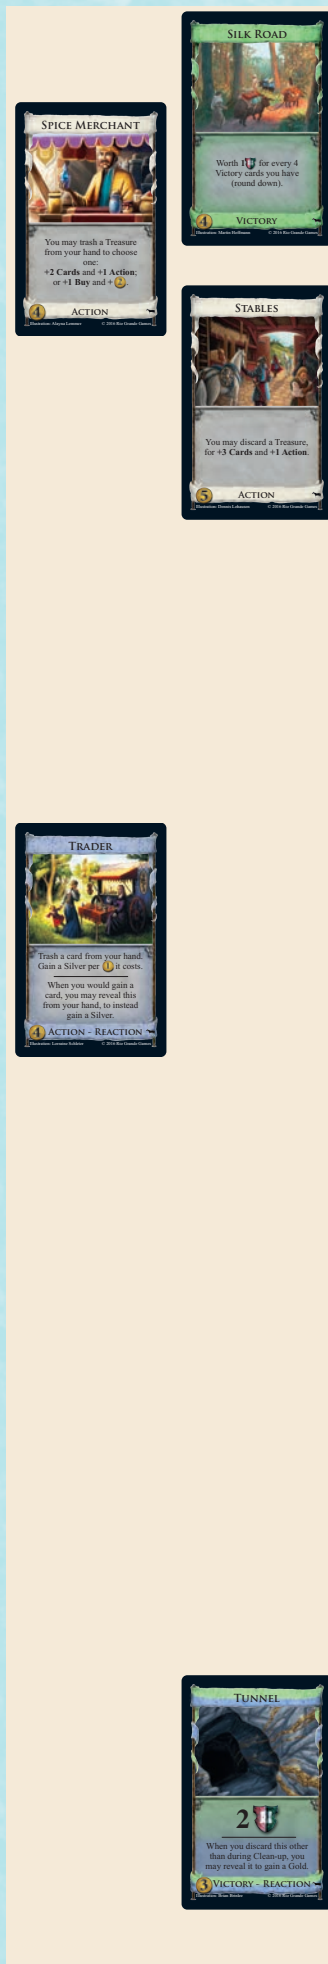 SILK ROAD
Worth 1 for every 4
Victory cards you have
(round down).
4 VICTORY
Illustration: Martin Hoffmann © 2016 Rio Grande Games
SPICE MERCHANT
You may trash a Treasure
from your hand to choose
one:
+2 Cards and +1 Action;
or +1 Buy and + 2.
4 ACTION
Illustration: Alayna Lemmer © 2016 Rio Grande Games
STABLES
You may discard a Treasure,
for +3 Cards and +1 Action.
5 ACTION
Illustration: Dennis Lohausen © 2016 Rio Grande Games
TRADER
Trash a card from your hand.
Gain a Silver per 1 it costs.
When you would gain a
card, you may reveal this
from your hand, to instead
gain a Silver.
4 ACTION - REACTION
Illustration: Lorraine Schleter © 2016 Rio Grande Games
TUNNEL
2
When you discard this other
than during Clean-up, you
may reveal it to gain a Gold.
3 VICTORY - REACTION
Illustration: © 2016 Rio Grande Games